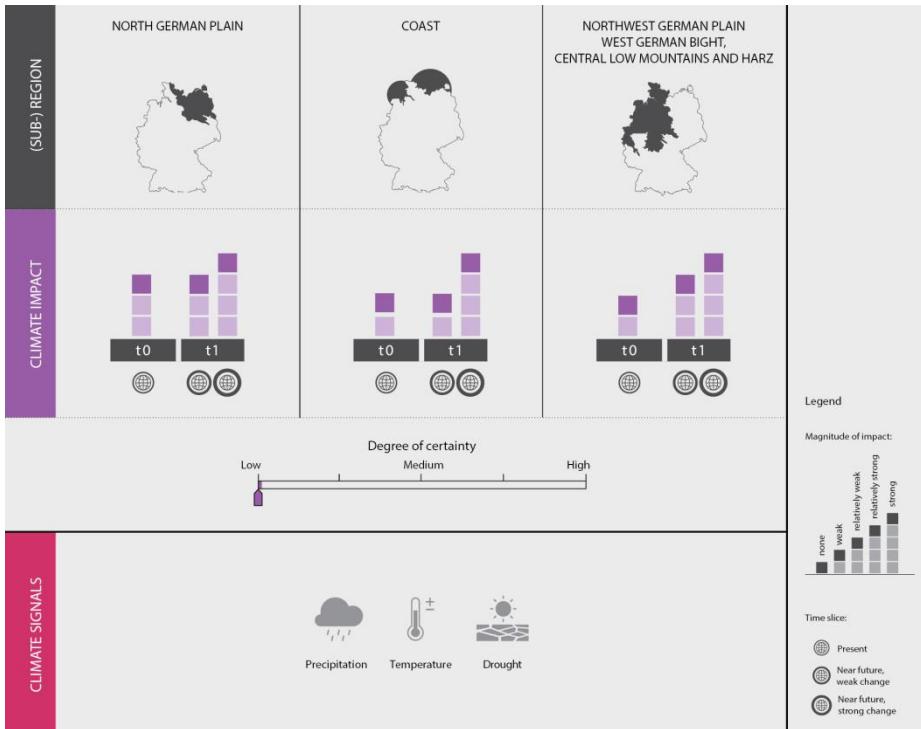 (SUB-) REGION
NORTH GERMAN PLAIN
COAST
NORTHWEST GERMAN PLAIN
WEST GERMAN BIGHT,
CENTRAL LOW MOUNTAINS AND HARZ
CLIMATE IMPACT
t0
t1
t0
t1
t0
t1
Degree of certainty
Low
Medium
High
CLIMATE SIGNALS
±
Precipitation
Temperature
Drought
Legend
Magnitude of impact:
none
weak
relatively weak
relatively strong
strong
Time slice:
Present
Near future,
weak change
Near future,
strong change